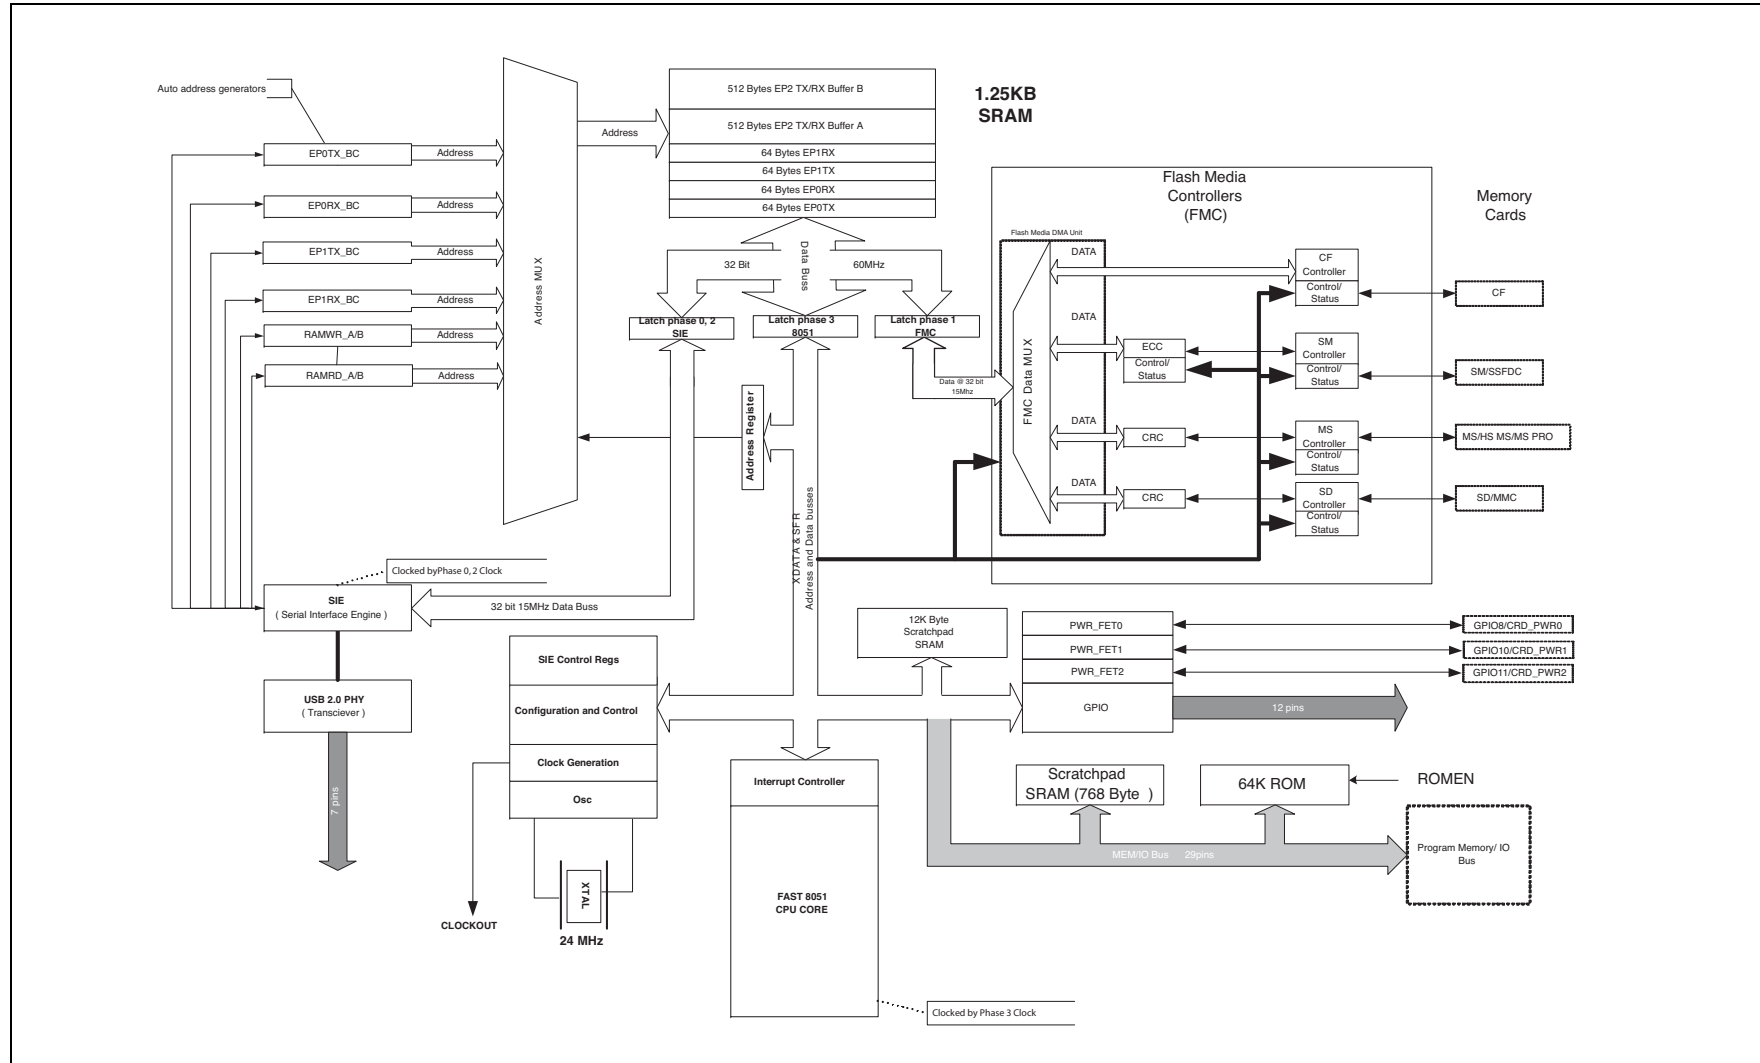 Auto address generators
EP0TX_BC
Address
EP0RX_BC
Address
EP1TX_BC
Address
EP1RX_BC
Address
RAMWR_A/B
Address
RAMRD_A/B
Address
Address MUX
Address
512 Bytes EP2 TX/RX Buffer B
512 Bytes EP2 TX/RX Buffer A
64 Bytes EP1RX
64 Bytes EP1TX
64 Bytes EP0RX
64 Bytes EP0TX
1.25KB
SRAM
32 Bit
Data Buss
60MHz
Latch phase 0, 2
SIE
Latch phase 3
8051
Latch phase 1
FMC
Data @ 32 bit
15Mhz
Address Register
XDATA & SFR
Address and Data busses
Flash Media
Controllers
(FMC)
Memory
Cards
Flash Media DMA Unit
FMC Data MUX
DATA
CF
Controller
Control/
Status
CF
DATA
ECC
Control/
Status
SM
Controller
Control/
Status
SM/SSFDC
DATA
CRC
MS
Controller
Control/
Status
MS/HS MS/MS PRO
DATA
CRC
SD
Controller
Control/
Status
SD/MMC
Clocked byPhase 0, 2 Clock
SIE
( Serial Interface Engine )
32 bit 15MHz Data Buss
USB 2.0 PHY
( Transciever )
7 pins
SIE Control Regs
Configuration and Control
Clock Generation
Osc
XTAL
24 MHz
CLOCKOUT
Interrupt Controller
FAST 8051
CPU CORE
Clocked by Phase 3 Clock
12K Byte
Scratchpad
SRAM
PWR_FET0
PWR_FET1
PWR_FET2
GPIO
GPIO8/CRD_PWR0
GPIO10/CRD_PWR1
GPIO11/CRD_PWR2
12 pins
Scratchpad
SRAM (768 Byte )
64K ROM
ROMEN
MEM/IO Bus 29pins
Program Memory/ IO
Bus